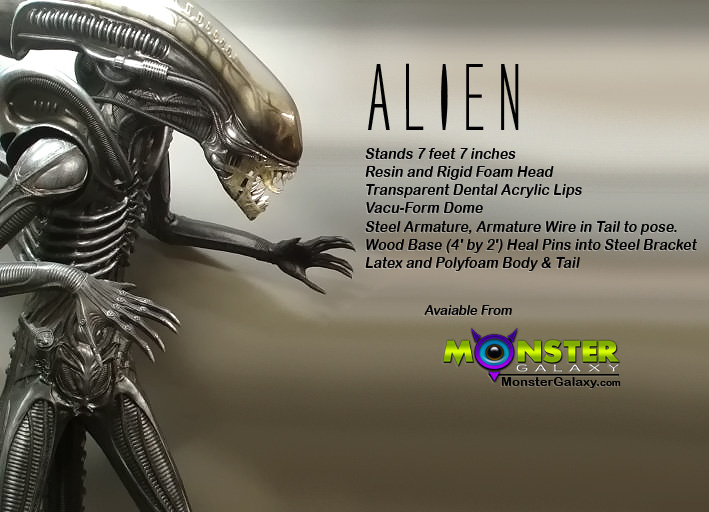 ALIEN
Stands 7 feet 7 inches
Resin and Rigid Foam Head
Transparent Dental Acrylic Lips
Vacu-Form Dome
Steel Armature, Armature Wire in Tail to pose.
Wood Base (4' by 2') Heal Pins into Steel Bracket
Latex and Polyfoam Body & Tail
Avaiable From
MONSTER
GALAXY
MonsterGalaxy.com